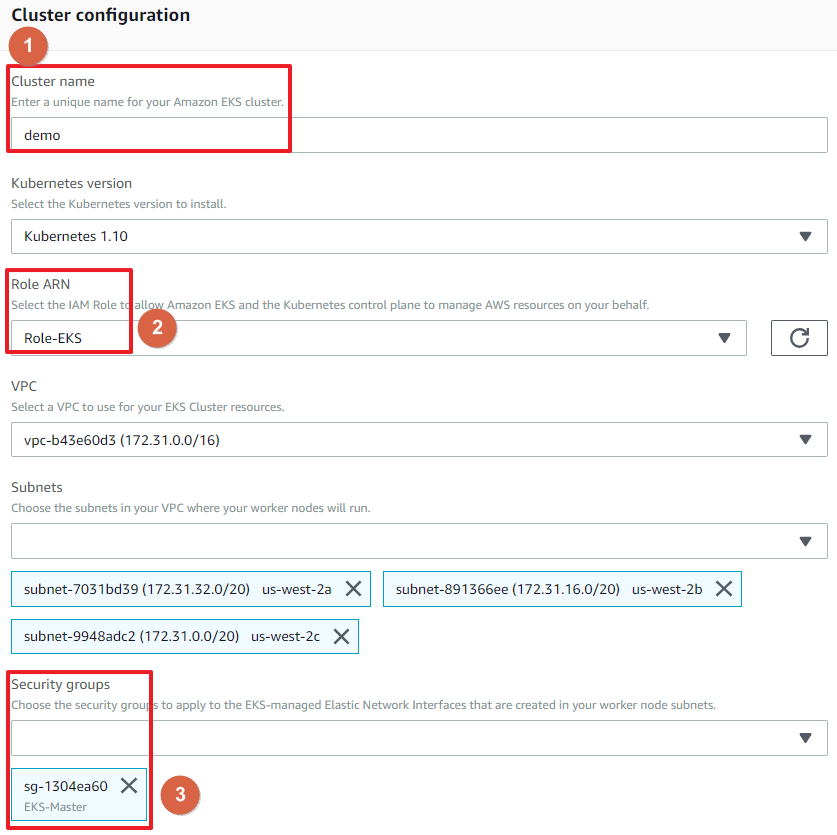 Cluster configuration
1
Cluster name
Enter a unique name for your Amazon EKS cluster.
demo
Kubernetes version
Select the Kubernetes version to install.
Kubernetes 1.10
Role ARN
Select the IAM Role to allow Amazon EKS and the Kubernetes control plane to manage AWS resources on your behalf.
Role-EKS
2
VPC
Select a VPC to use for your EKS Cluster resources.
vpc-b43e60d3 (172.31.0.0/16)
Subnets
Choose the subnets in your VPC where your worker nodes will run.
subnet-7031bd39 (172.31.32.0/20) us-west-2a
subnet-891366ee (172.31.16.0/20) us-west-2b
subnet-9948adc2 (172.31.0.0/20) us-west-2c
Security groups
Choose the security groups to apply to the EKS-managed Elastic Network Interfaces that are created in your worker node subnets.
sg-1304ea60
EKS-Master
3